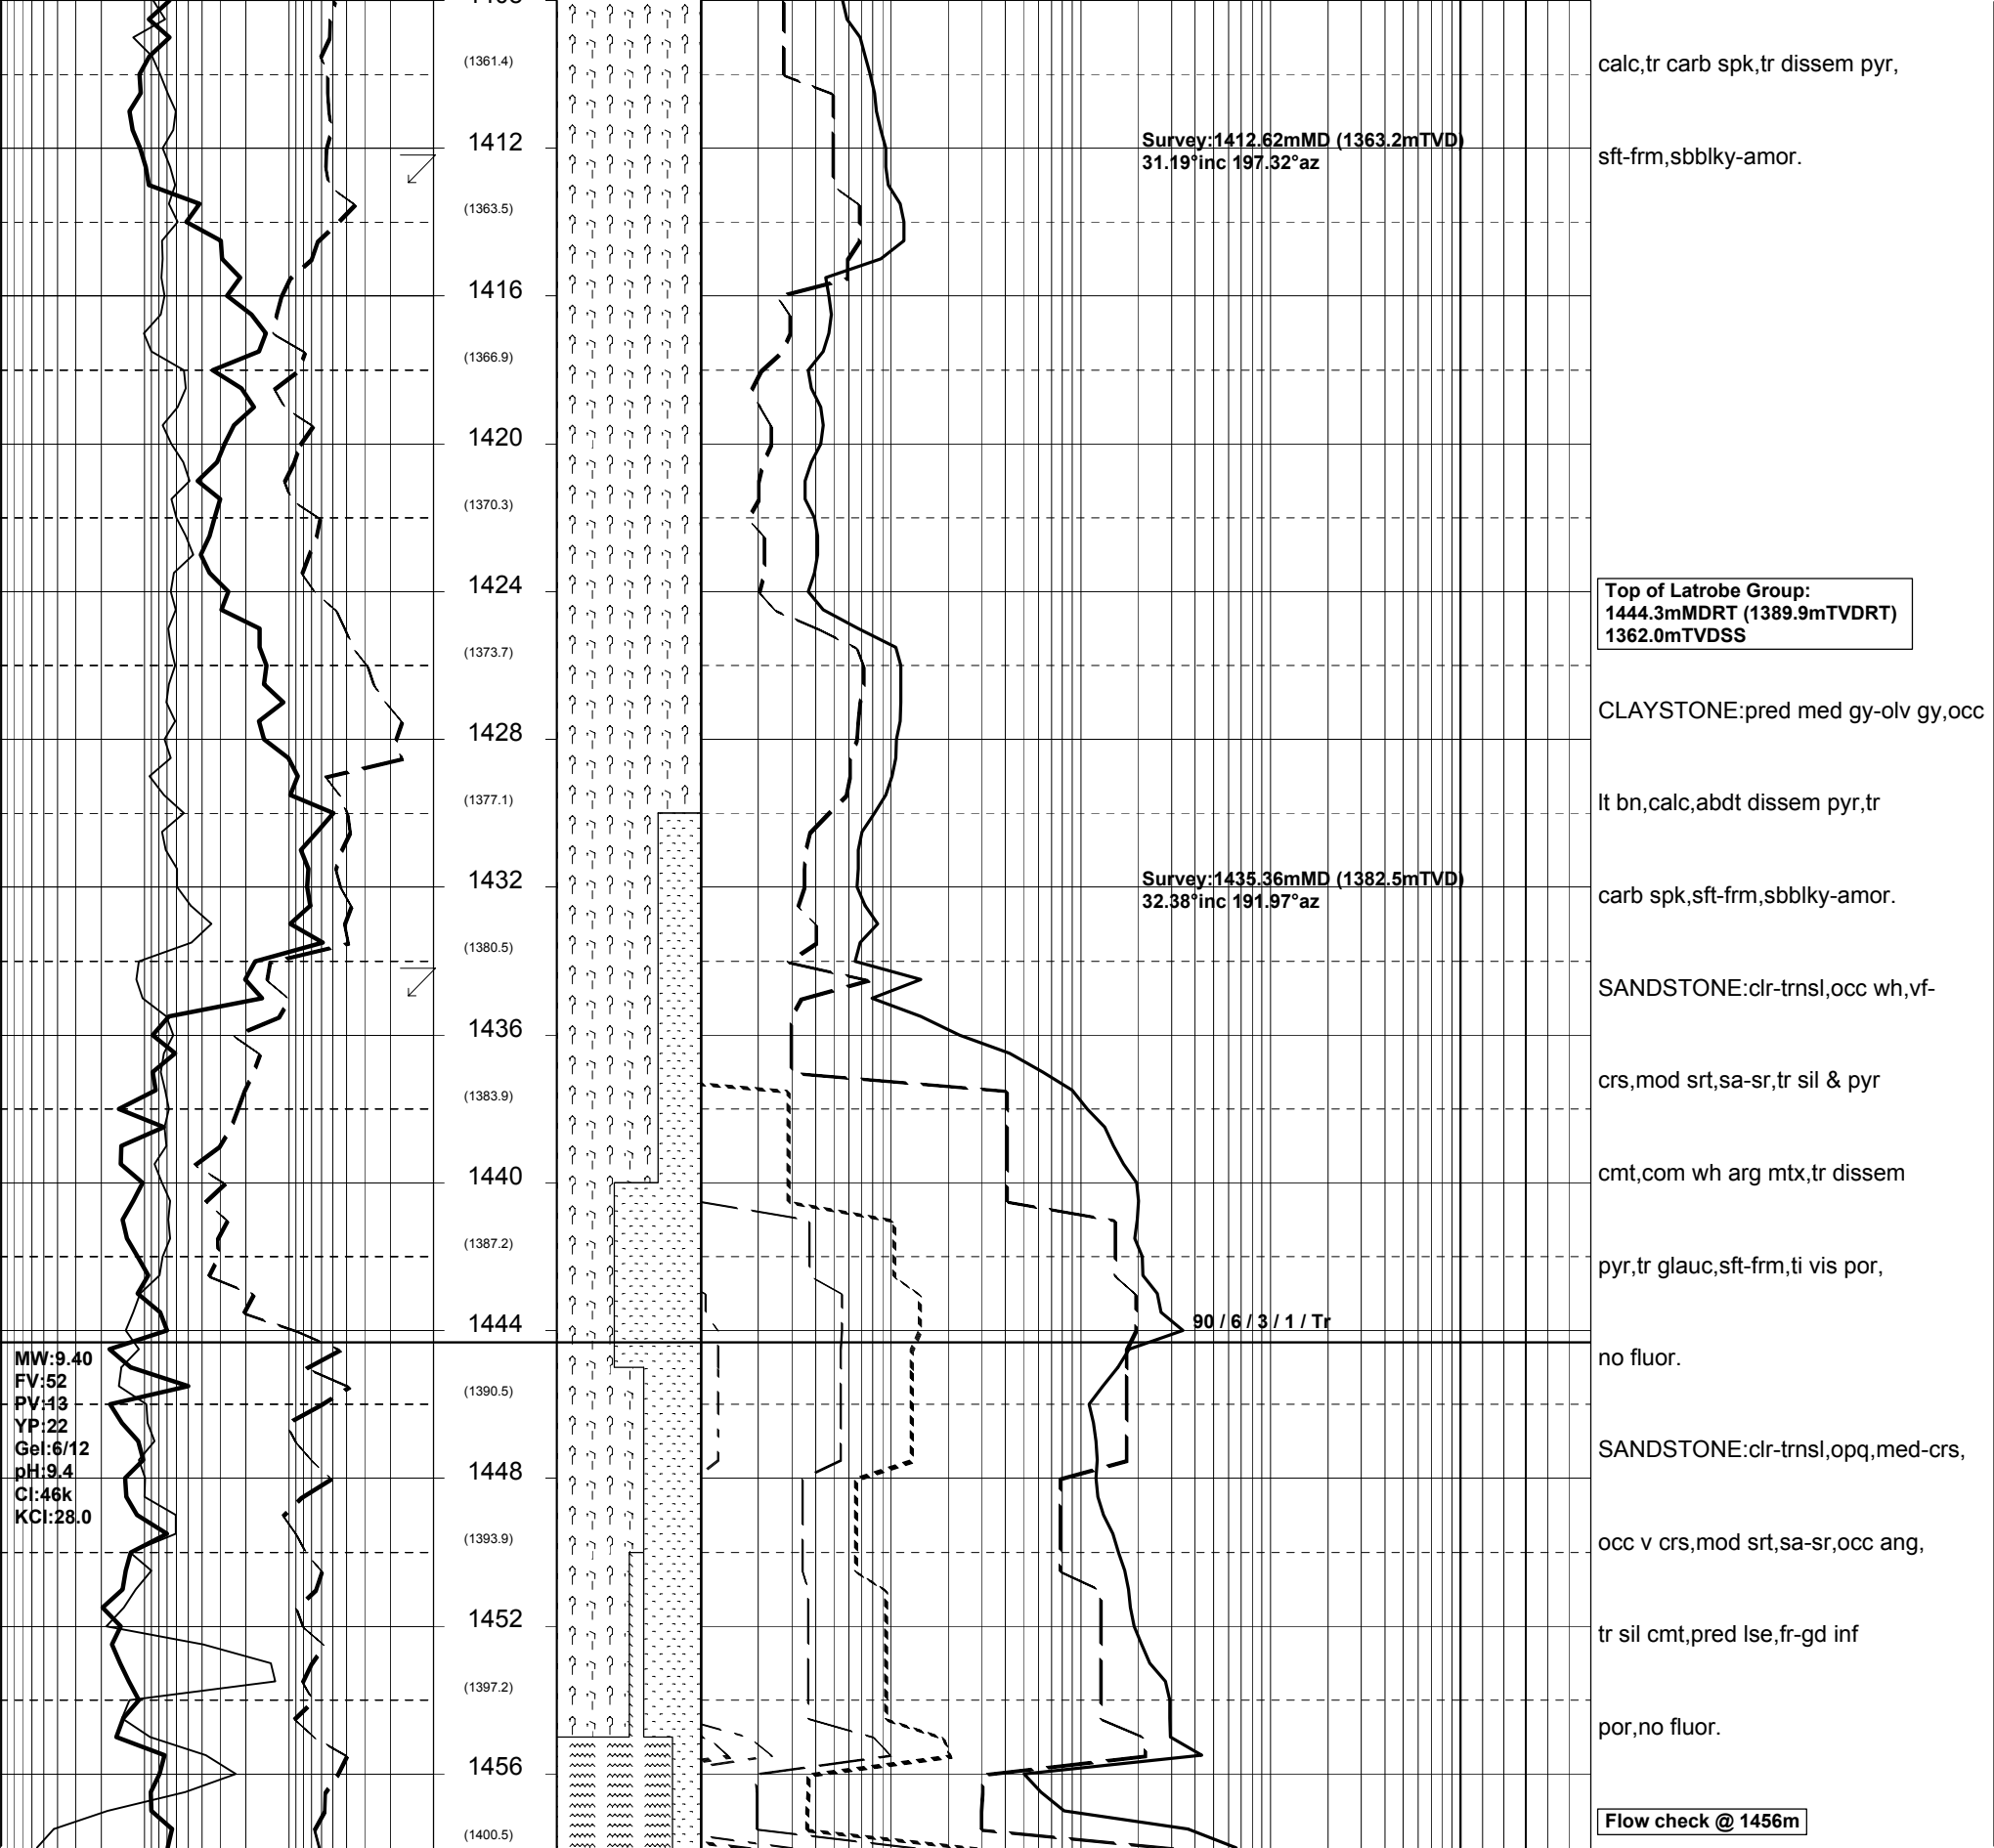 (1361.4)
1412
(1363.5)
1416
(1366.9)
1420
(1370.3)
1424
(1373.7)
1428
(1377.1)
1432
(1380.5)
1436
(1383.9)
1440
(1387.2)
1444
(1390.5)
1448
(1393.9)
1452
(1397.2)
1456
(1400.5)
MW:9.40
FV:52
PV:13
YP:22
Gel:6/12
pH:9.4
Cl:46k
KCl:28.0
Survey:1412.62mMD (1363.2mTVD)
31.19°inc 197.32°az
Survey:1435.36mMD (1382.5mTVD)
32.38°inc 191.97°az
90 / 6 / 3 / 1 / Tr
calc,tr carb spk,tr dissem pyr,
sft-frm,sbblky-amor.
Top of Latrobe Group:
1444.3mMDRT (1389.9mTVDRT)
1362.0mTVDSS
CLAYSTONE:pred med gy-olv gy,occ
lt bn,calc,abdt dissem pyr,tr
carb spk,sft-frm,sbblky-amor.
SANDSTONE:clr-trnsl,occ wh,vf-
crs,mod srt,sa-sr,tr sil & pyr
cmt,com wh arg mtx,tr dissem
pyr,tr glauc,sft-frm,ti vis por,
no fluor.
SANDSTONE:clr-trnsl,opq,med-crs,
occ v crs,mod srt,sa-sr,occ ang,
tr sil cmt,pred lse,fr-gd inf
por,no fluor.
Flow check @ 1456m